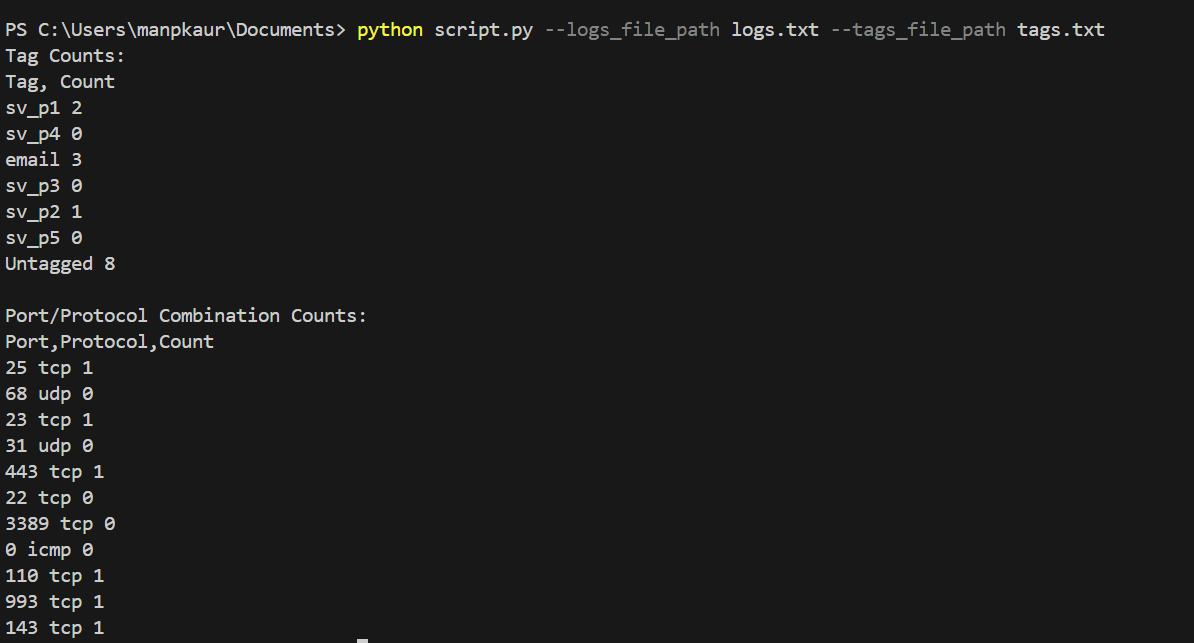 PS C:\Users\manpkaur\Documents> python script.py --logs_file_path logs.txt --tags_file_path tags.txt
Tag Counts:
Tag, Count
sv_p1 2
sv_p4 0
email 3
sv_p3 0
sv_p2 1
sv_p5 0
Untagged 8
Port/Protocol Combination Counts:
Port,Protocol,Count
25 tcp 1
68 udp 0
23 tcp 1
31 udp 0
443 tcp 1
22 tcp 0
3389 tcp 0
0 icmp 0
110 tcp 1
993 tcp 1
143 tcp 1